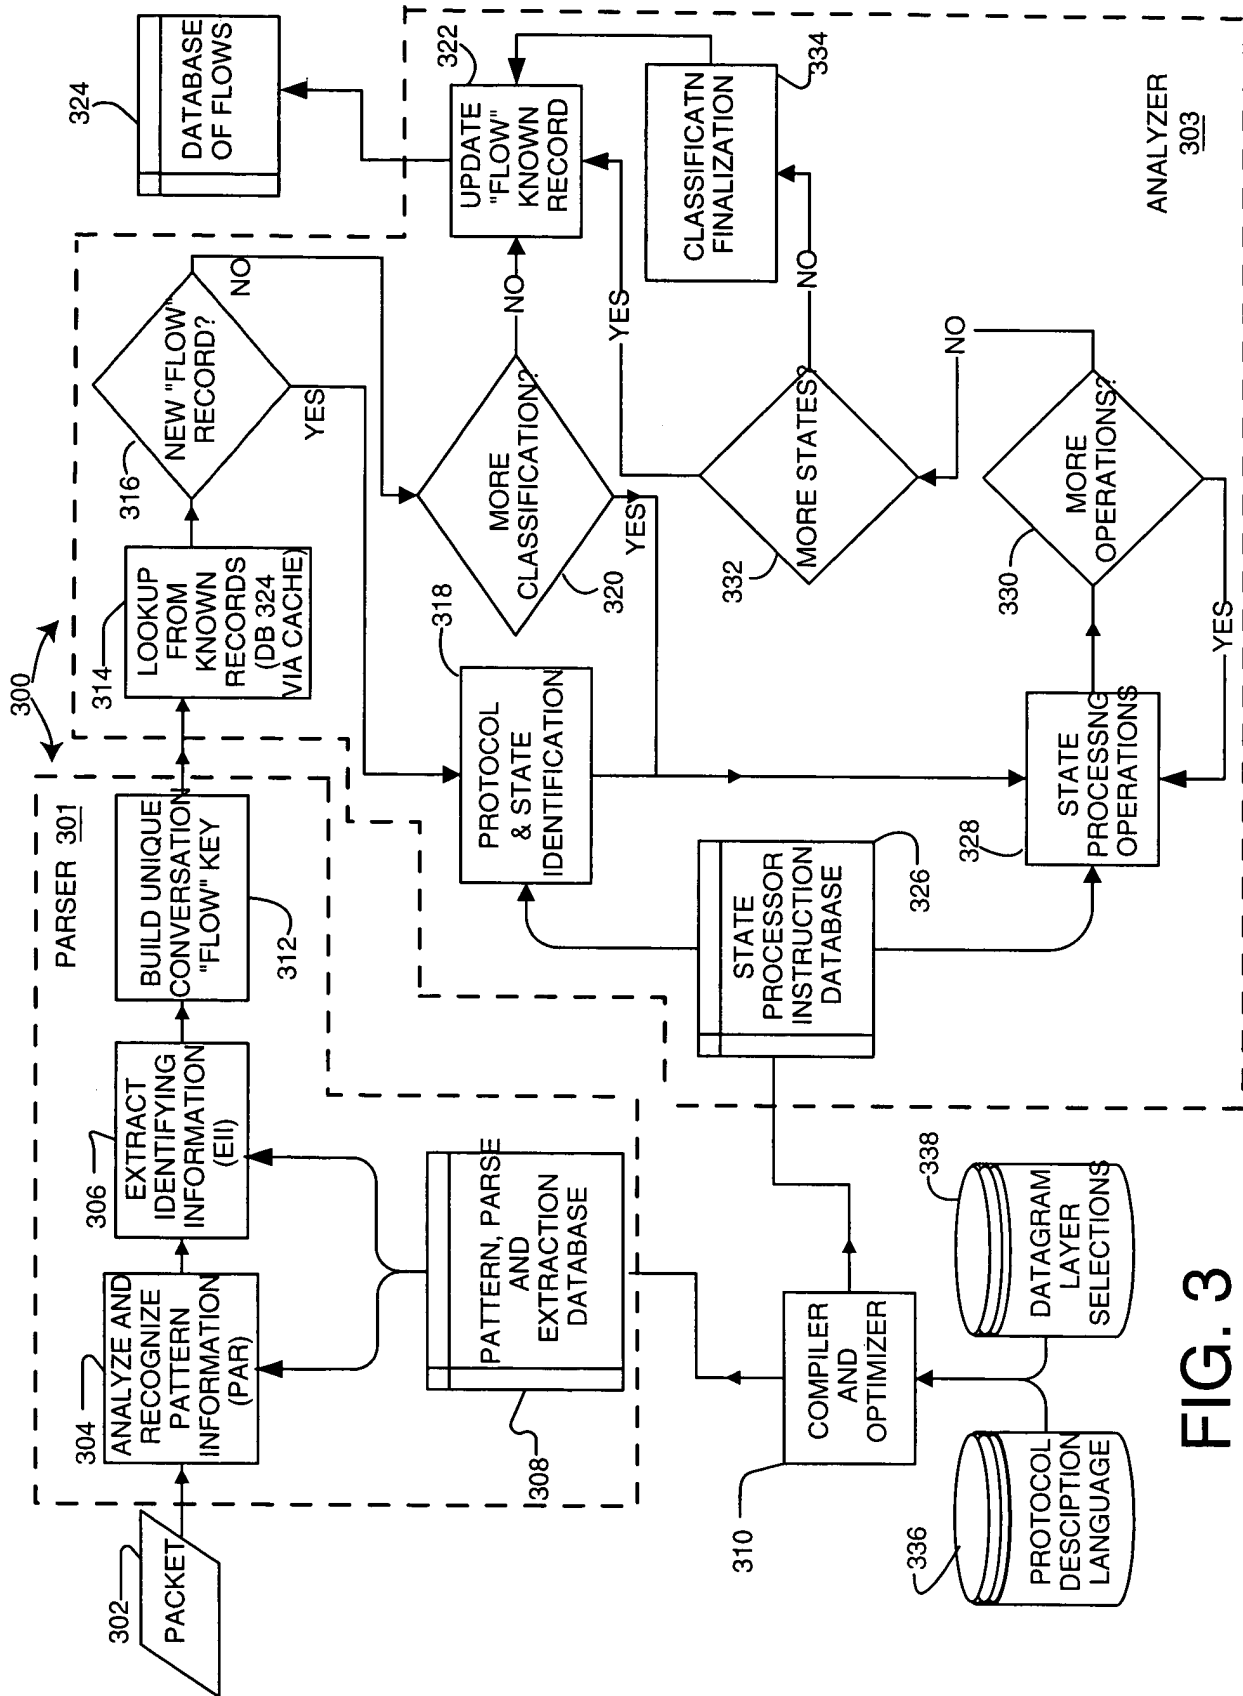 300
PARSER 301
302
PACKET
304
ANALYZE AND
RECOGNIZE
PATTERN
INFORMATION
(PAR)
306
EXTRACT
IDENTIFYING
INFORMATION
(EII)
BUILD UNIQUE
CONVERSATION
"FLOW" KEY
312
314
LOOKUP
FROM
KNOWN
RECORDS
(DB 324
VIA CACHE)
316
NEW "FLOW"
RECORD?
NO
YES
324
DATABASE
OF FLOWS
308
PATTERN, PARSE
AND
EXTRACTION
DATABASE
318
PROTOCOL
& STATE
IDENTIFICATION
MORE
CLASSIFICATION?
320
NO
YES
322
UPDATE
"FLOW"
KNOWN
RECORD
334
CLASSIFICATN
FINALIZATION
YES
NO
332
MORE STATES?
STATE
PROCESSOR
INSTRUCTION
DATABASE
326
328
STATE
PROCESSNG
OPERATIONS
330
MORE
OPERATIONS?
NO
YES
ANALYZER
303
310
COMPILER
AND
OPTIMIZER
336
PROTOCOL
DESCIPTION
LANGUAGE
338
DATAGRAM
LAYER
SELECTIONS
FIG. 3